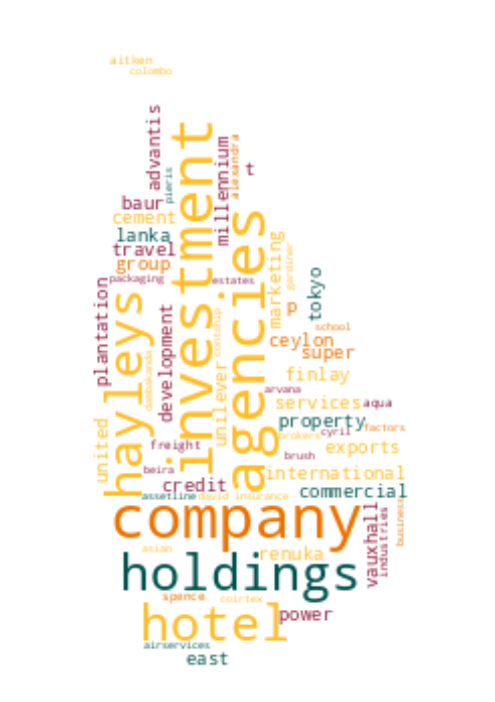 aitken
colombo
advantis
investment
millennium
alexandra
t
pieris
baur
cement
lanka
travel
group
packaging
estates
agencies
marketing
gardiner
tokyo
p
plantation
hayleys
dambakanda
development
unilever
contship
school
ceylon
super
finlay
arvana
services
aqua
property
factors
brokers
cyril
united
freight
exports
brush
beira
international
credit
commercial
assetline
david
insurance
business
company
vauxhall
industries
asian
renuka
holdings
spence
coirtex
hotel
power
airservices
east